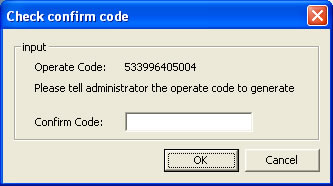 Check confirm code
input
Operate Code: 533996405004
Please tell administrator the operate code to generate
Confirm Code:
OK Cancel